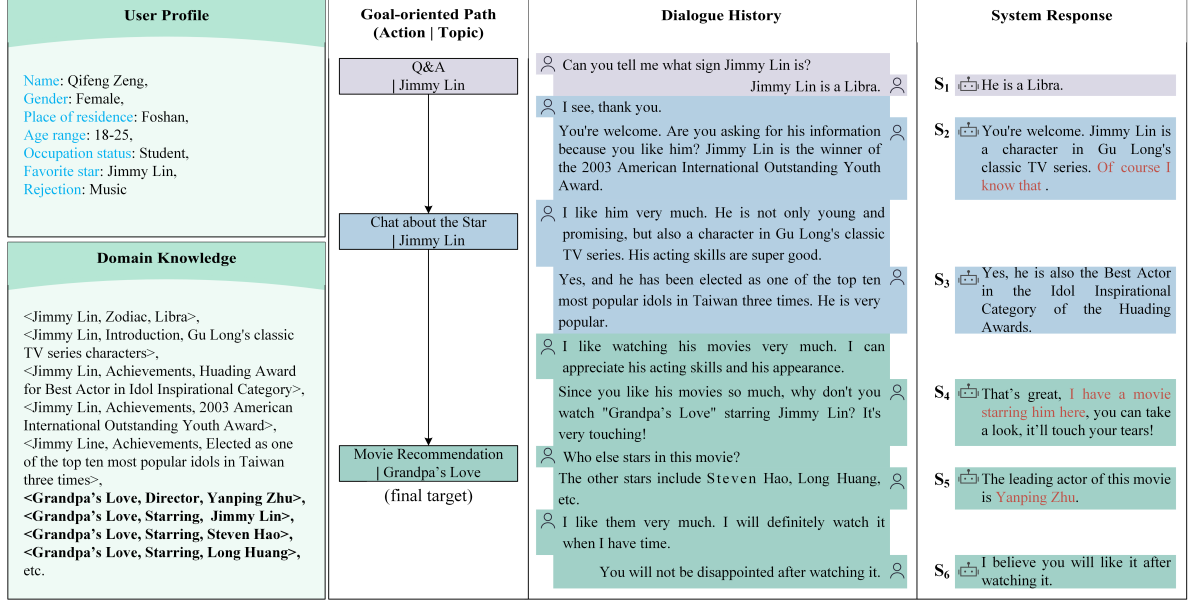 User Profile
Name: Qifeng Zeng,
Gender: Female,
Place of residence: Foshan,
Age range: 18-25,
Occupation status: Student,
Favorite star: Jimmy Lin,
Rejection: Music
Domain Knowledge
<Jimmy Lin, Zodiac, Libra>,
<Jimmy Lin, Introduction, Gu Long's classic
TV series characters>,
<Jimmy Lin, Achievements, Huading Award
for Best Actor in Idol Inspirational Category>,
<Jimmy Lin, Achievements, 2003 American
International Outstanding Youth Award>,
<Jimmy Line, Achievements, Elected as one
of the top ten most popular idols in Taiwan
three times>,
<Grandpa's Love, Director, Yanping Zhu>,
<Grandpa's Love, Starring, Jimmy Lin>,
<Grandpa's Love, Starring, Steven Hao>,
<Grandpa's Love, Starring, Long Huang>,
etc.
Goal-oriented Path
(Action | Topic)
Q&A
| Jimmy Lin
Chat about the Star
| Jimmy Lin
Movie Recommendation
| Grandpa's Love
(final target)
Dialogue History
Can you tell me what sign Jimmy Lin is?
Jimmy Lin is a Libra.
I see, thank you.
You're welcome. Are you asking for his information
because you like him? Jimmy Lin is the winner of
the 2003 American International Outstanding Youth
Award.
I like him very much. He is not only young and
promising, but also a character in Gu Long's classic
TV series. His acting skills are super good.
Yes, and he has been elected as one of the top ten
most popular idols in Taiwan three times. He is very
popular.
I like watching his movies very much. I can
appreciate his acting skills and his appearance.
Since you like his movies so much, why don't you
watch "Grandpa's Love" starring Jimmy Lin? It's
very touching!
Who else stars in this movie?
The other stars include Steven Hao, Long Huang,
etc.
I like them very much. I will definitely watch it
when I have time.
You will not be disappointed after watching it.
System Response
S1 He is a Libra.
S2 You're welcome. Jimmy Lin is
a character in Gu Long's
classic TV series. Of course I
know that .
S3 Yes, he is also the Best Actor
in the Idol Inspirational
Category of the Huading
Awards.
S4 That's great, I have a movie
starring him here, you can take
a look, it'll touch your tears!
S5 The leading actor of this movie
is Yanping Zhu.
S6 I believe you will like it after
watching it.